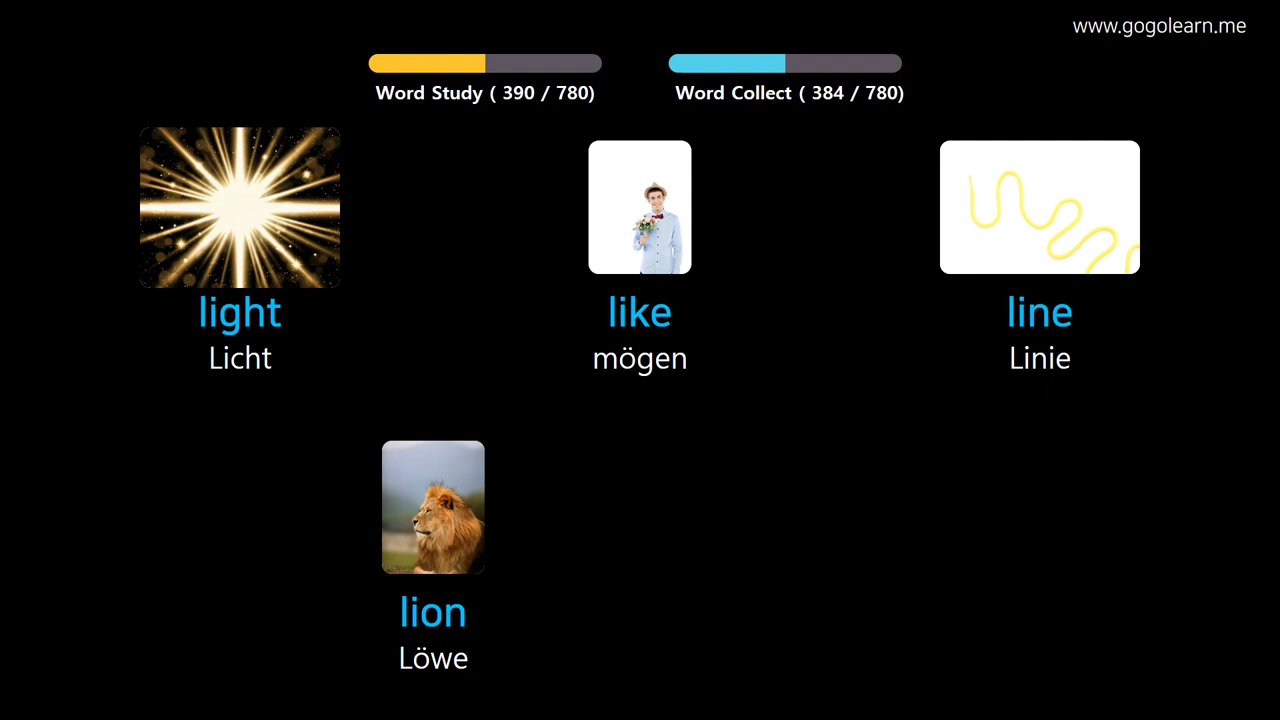 www.gogolearn.me
Word Study ( 390 / 780)
Word Collect ( 384 / 780)
light
Licht
like
mögen
line
Linie
lion
Löwe